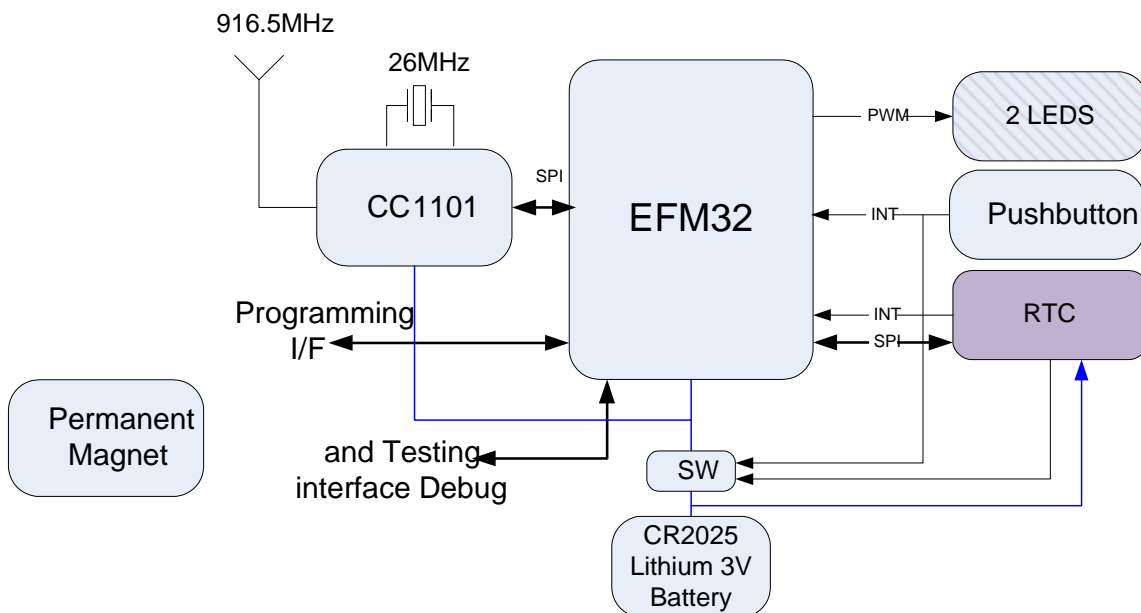 916.5MHz
26MHz
CC1101
SPI
EFM32
PWM
2 LEDS
INT
Pushbutton
INT
SPI
RTC
Programming
I/F
Permanent
Magnet
and Testing
interface Debug
SW
CR2025
Lithium 3V
Battery